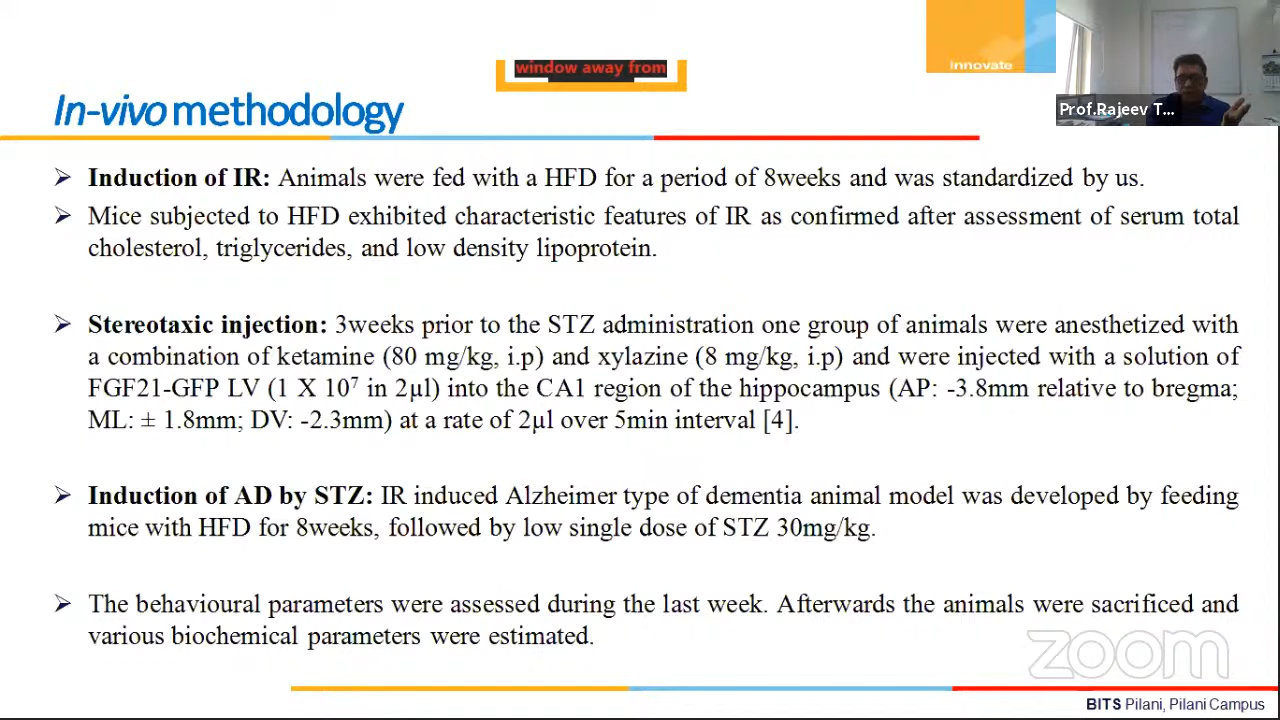 innovate
window away from
Prof.Rajeev T...
In-vivo methodology
➢ Induction of IR: Animals were fed with a HFD for a period of 8weeks and was standardized by us.
➢ Mice subjected to HFD exhibited characteristic features of IR as confirmed after assessment of serum total
cholesterol, triglycerides, and low density lipoprotein.
➢ Stereotaxic injection: 3weeks prior to the STZ administration one group of animals were anesthetized with
a combination of ketamine (80 mg/kg, i.p) and xylazine (8 mg/kg, i.p) and were injected with a solution of
FGF21-GFP LV (1 X 10⁷ in 2µl) into the CA1 region of the hippocampus (AP: -3.8mm relative to bregma;
ML: ± 1.8mm; DV: -2.3mm) at a rate of 2µl over 5min interval [4].
➢ Induction of AD by STZ: IR induced Alzheimer type of dementia animal model was developed by feeding
mice with HFD for 8weeks, followed by low single dose of STZ 30mg/kg.
➢ The behavioural parameters were assessed during the last week. Afterwards the animals were sacrificed and
various biochemical parameters were estimated.
zoom
BITS Pilani, Pilani Campus